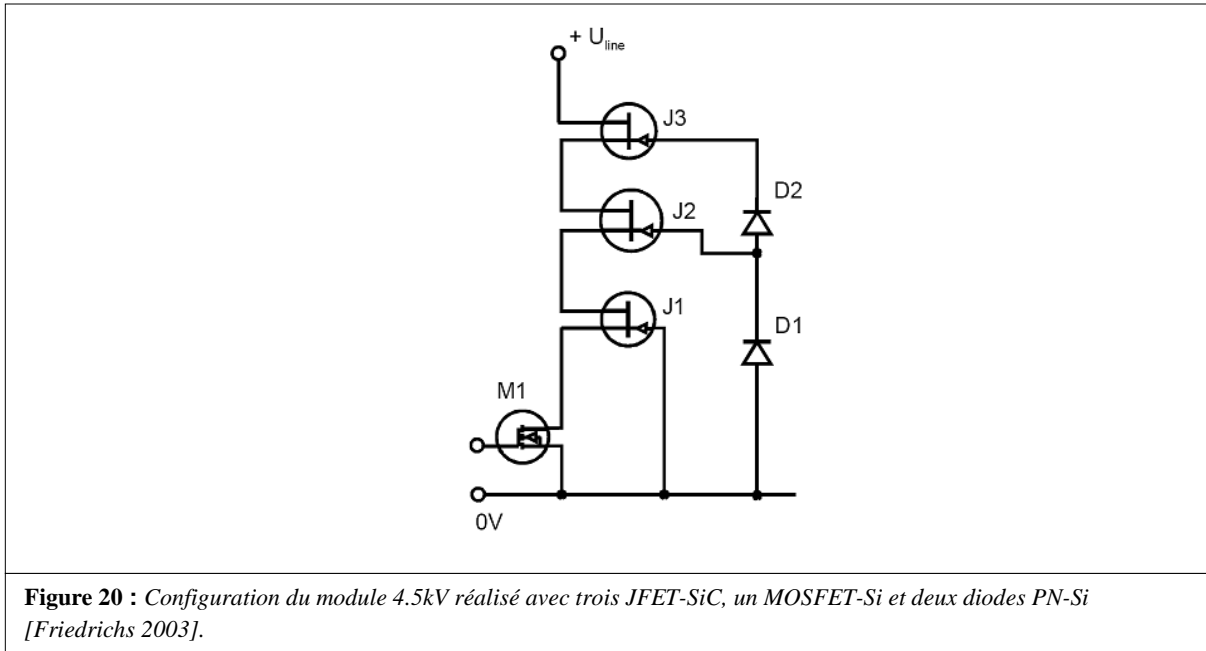 + Uline
J3
D2
J2
J1
D1
M1
0V
Figure 20 : Configuration du module 4.5kV réalisé avec trois JFET-SiC, un MOSFET-Si et deux diodes PN-Si
[Friedrichs 2003].